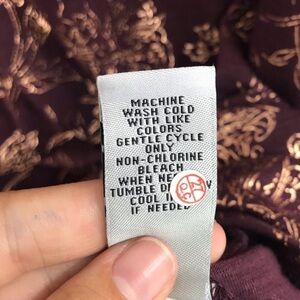 MACHINE
WASH COLD
WITH LIKE
COLORS
GENTLE CYCLE
ONLY
NON-CHLORINE
BLEACH
WHEN
TUMBLE
COOL
IF NEEDED